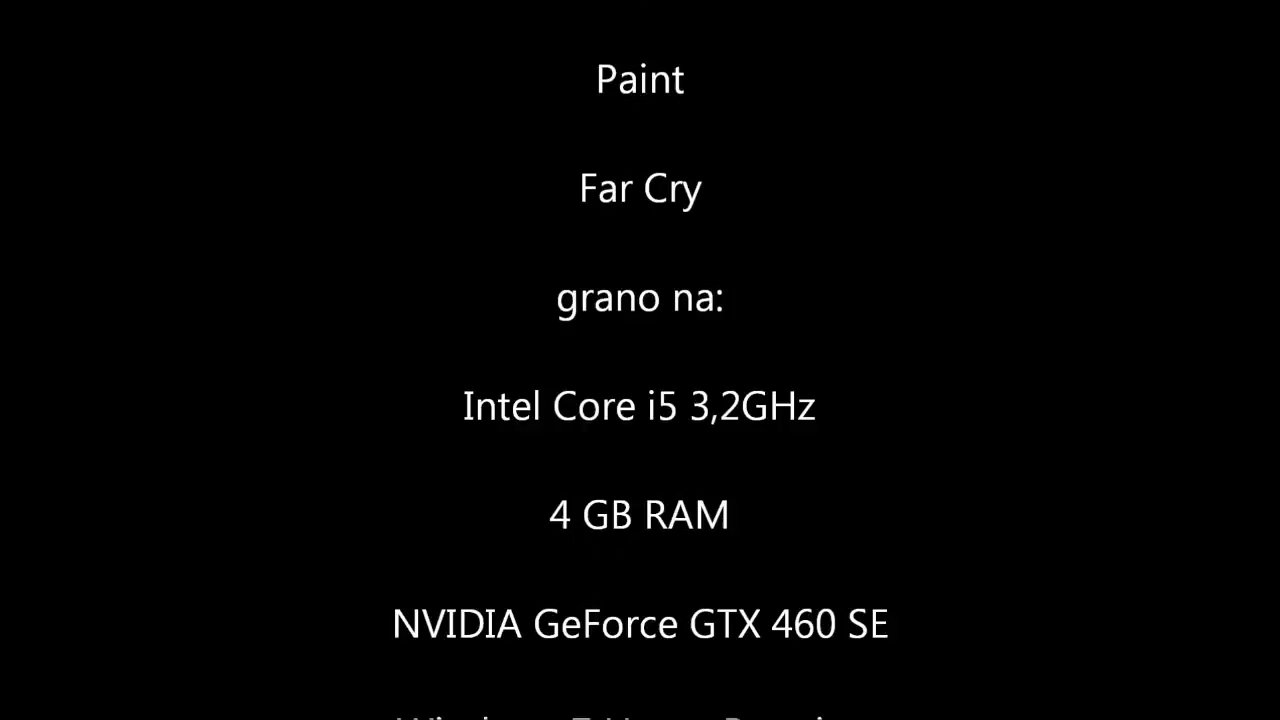 Paint
Far Cry
grano na:
Intel Core i5 3,2GHz
4 GB RAM
NVIDIA GeForce GTX 460 SE